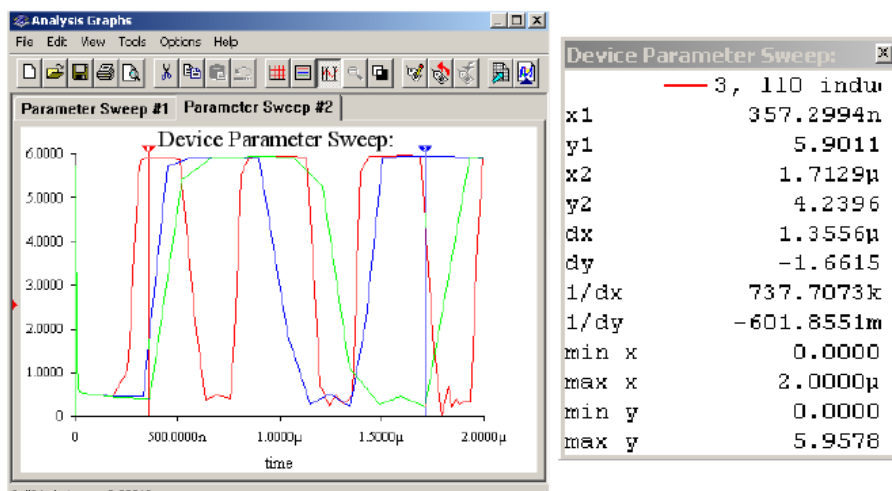 Analysis Graphs
File Edit View Tools Options Help
Parameter Sweep #1 Parameter Sweep #2
Device Parameter Sweep:
6.0000
5.0000
4.0000
3.0000
2.0000
1.0000
0
0 500.0000n 1.0000µ 1.5000µ 2.0000µ
time
Device Parameter Sweep:
3, 110 indu
x1 357.2994n
y1 5.9011
x2 1.7129µ
y2 4.2396
dx 1.3556µ
dy -1.6615
1/dx 737.7073k
1/dy -601.8551m
min x 0.0000
max x 2.0000µ
min y 0.0000
max y 5.9578